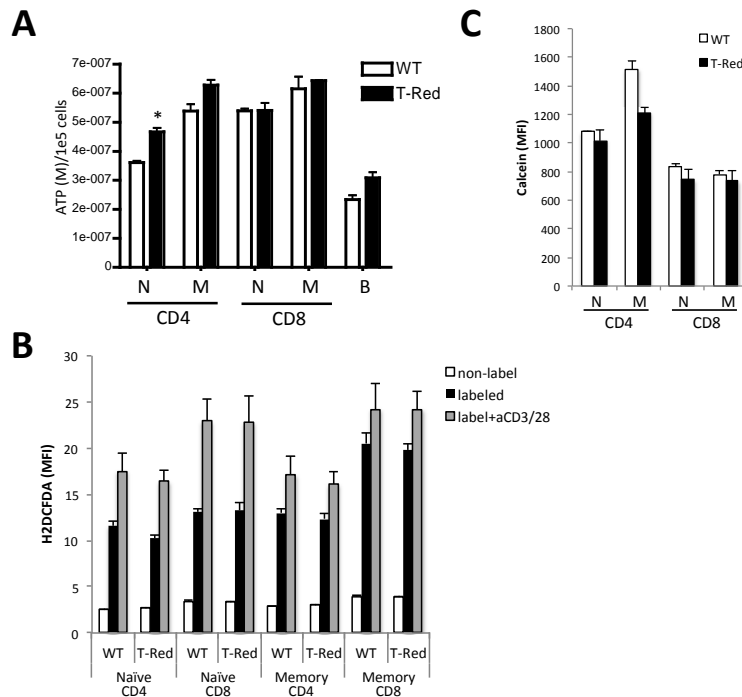 A
ATP (M)/1e5 cells
7e-007
6e-007
5e-007
4e-007
3e-007
2e-007
1e-007
0
*
WT
T-Red
N M N M B
CD4 CD8
C
Calcein (MFI)
1800
1600
1400
1200
1000
800
600
400
200
0
WT
T-Red
N M N M
CD4 CD8
B
H2DCFDA (MFI)
30
25
20
15
10
5
0
non-label
labeled
label+aCD3/28
WT T-Red WT T-Red WT T-Red WT T-Red
Naïve Naïve Memory Memory
CD4 CD8 CD4 CD8